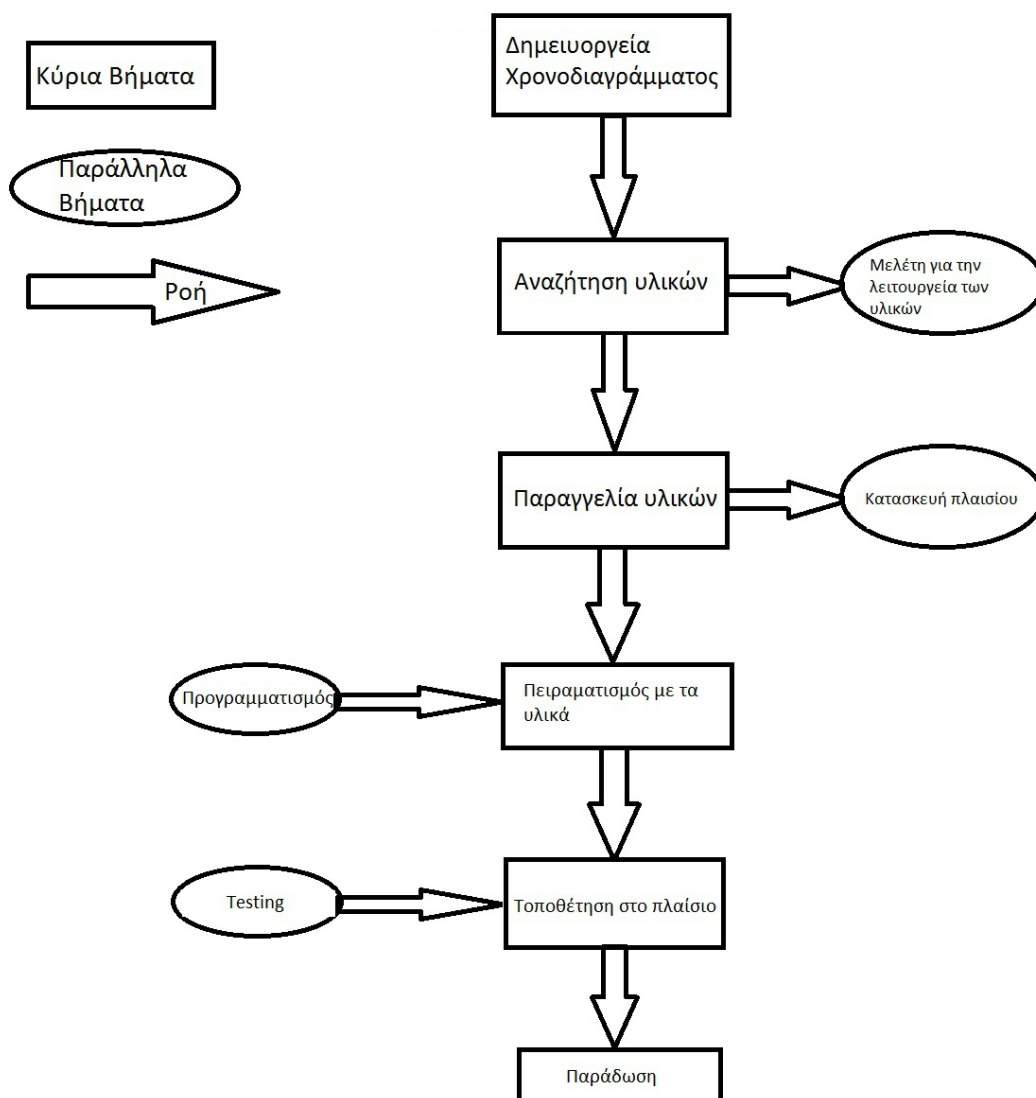 Κύρια Βήματα
Παράλληλα
Βήματα
Ροή
Δημειυοργεία
Χρονοδιαγράμματος
Αναζήτηση υλικών
Μελέτη για την
λειτουργεία των
υλικών
Παραγγελία υλικών
Κατασκευή πλαισίου
Προγραμματισμός
Πειραματισμός με τα
υλικά
Testing
Τοποθέτηση στο πλαίσιο
Παράδωση